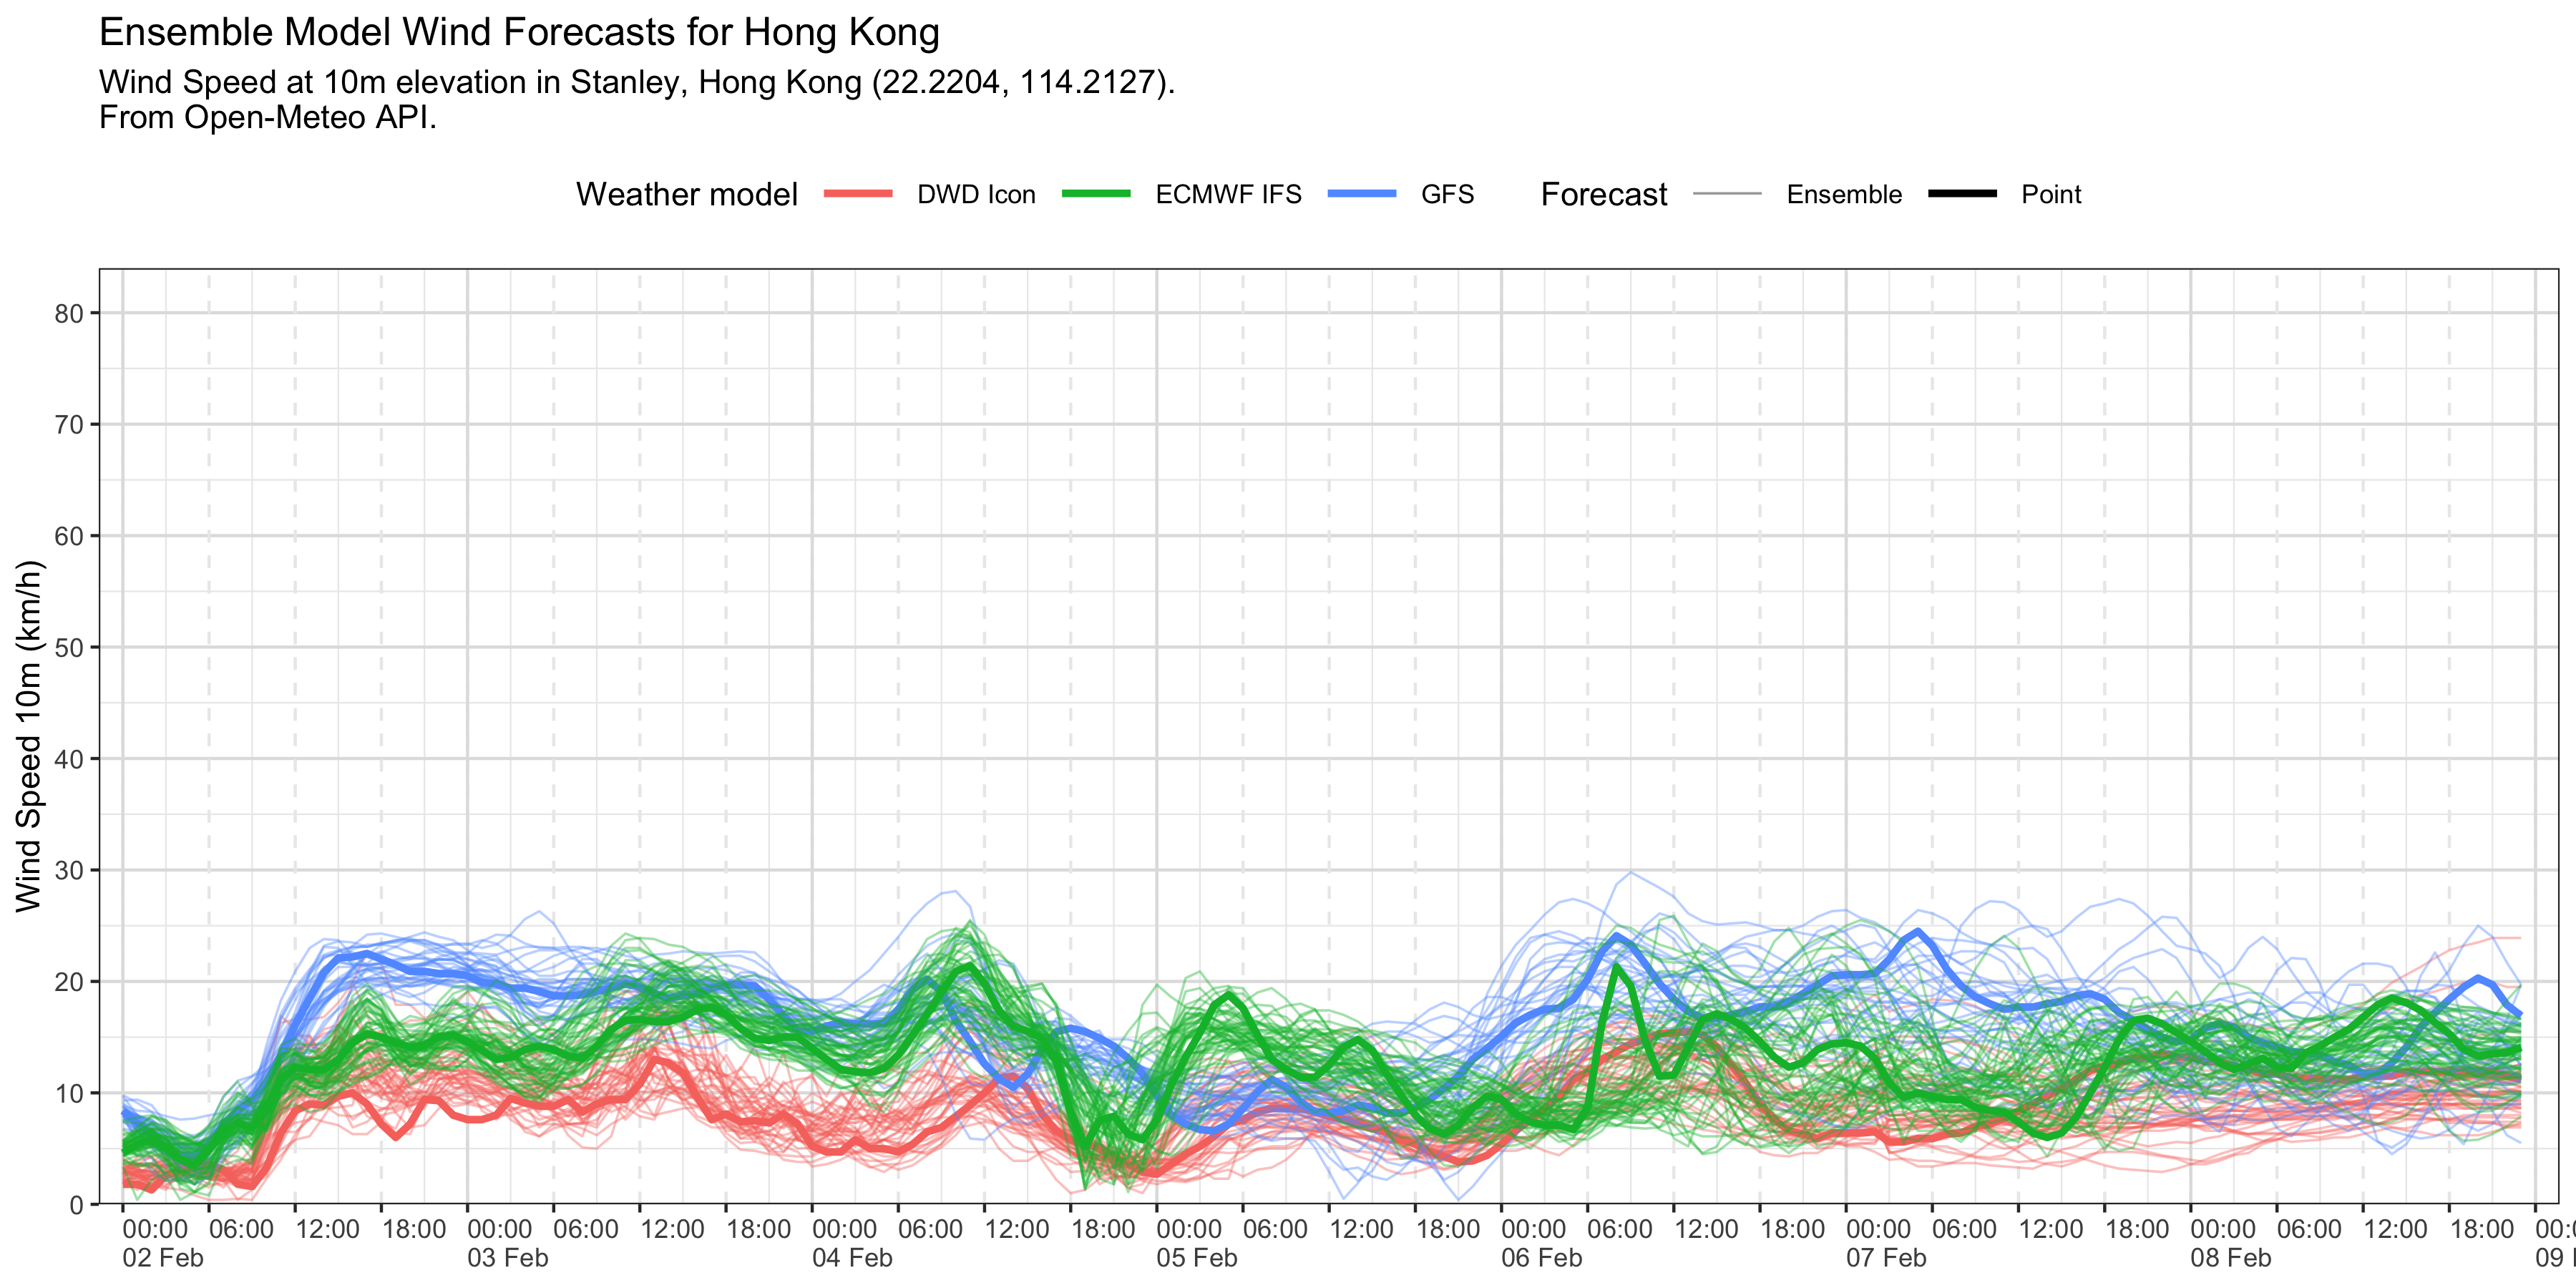 Ensemble Model Wind Forecasts for Hong Kong
Wind Speed at 10m elevation in Stanley, Hong Kong (22.2204, 114.2127).
From Open-Meteo API.
Weather model DWD Icon ECMWF IFS GFS Forecast Ensemble Point
Wind Speed 10m (km/h)
80
70
60
50
40
30
20
10
0
00:00 06:00 12:00 18:00 00:00 06:00 12:00 18:00 00:00 06:00 12:00 18:00 00:00 06:00 12:00 18:00 00:00 06:00 12:00 18:00 00:00 06:00 12:00 18:00 00:00 06:00 12:00 18:00
02 Feb 03 Feb 04 Feb 05 Feb 06 Feb 07 Feb 08 Feb 09